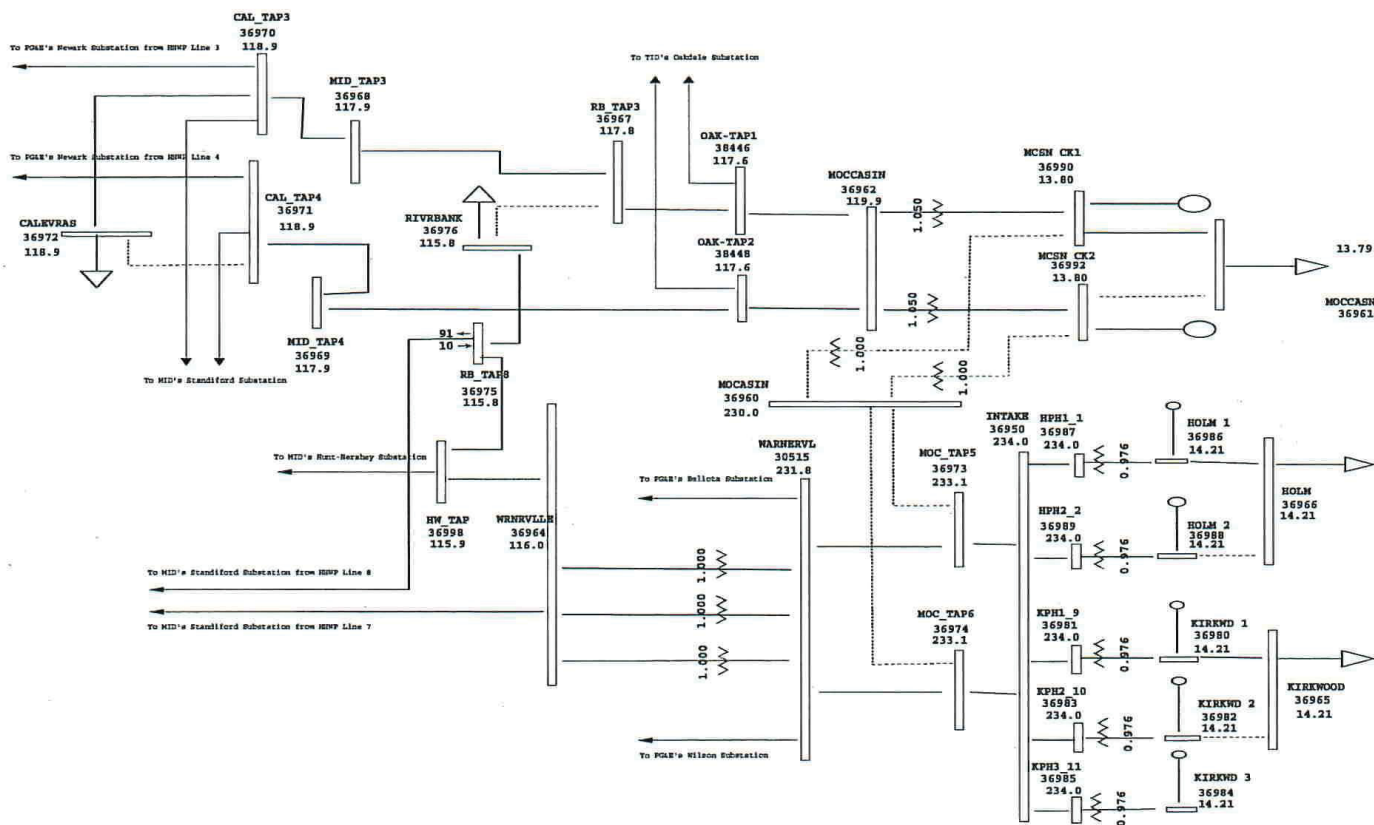 CAL_TAP3
36970
118.9
To PG&E's Newark Substation from HHWP Line 3
MID_TAP3
36968
117.9
To TID's Oakdale Substation
RB_TAP3
36967
117.8
OAK-TAP1
38446
117.6
MCSN CK1
36990
13.80
To PG&E's Newark Substation from HHWP Line 4
MOCCASIN
36962
119.9
CAL_TAP4
36971
118.9
CALKVRAS
36972
118.9
RIVRBANK
36976
115.8
1.050
OAK-TAP2
38448
117.6
MCSN CK2
36992
13.80
13.79
MOCCASN
36961
1.050
MID_TAP4
36969
117.9
91
10
RB_TAP8
36975
115.8
1.000
1.000
To MID's Standiford Substation
MOCASIN
36960
230.0
INTAKE
36950
234.0
HPH1_1
36987
234.0
0.976
HOLM 1
36986
14.21
WARNERVL
30515
231.8
MOC_TAP5
36973
233.1
To MID's Hunt-Hershey Substation
To PG&E's Bellota Substation
HOLM
36966
14.21
HW_TAP
36998
115.9
WRNRVLLE
36964
116.0
HPH2_2
36989
234.0
0.976
HOLM 2
36988
14.21
1.000
To MID's Standiford Substation from HHWP Line 8
1.000
To MID's Standiford Substation from HHWP Line 7
MOC_TAP6
36974
233.1
KPH1_9
36981
234.0
0.976
KIRKWD 1
36980
14.21
1.000
KIRKWOOD
36965
14.21
KPH2_10
36983
234.0
0.976
KIRKWD 2
36982
14.21
To PG&E's Wilson Substation
KPH3_11
36985
234.0
0.976
KIRKWD 3
36984
14.21